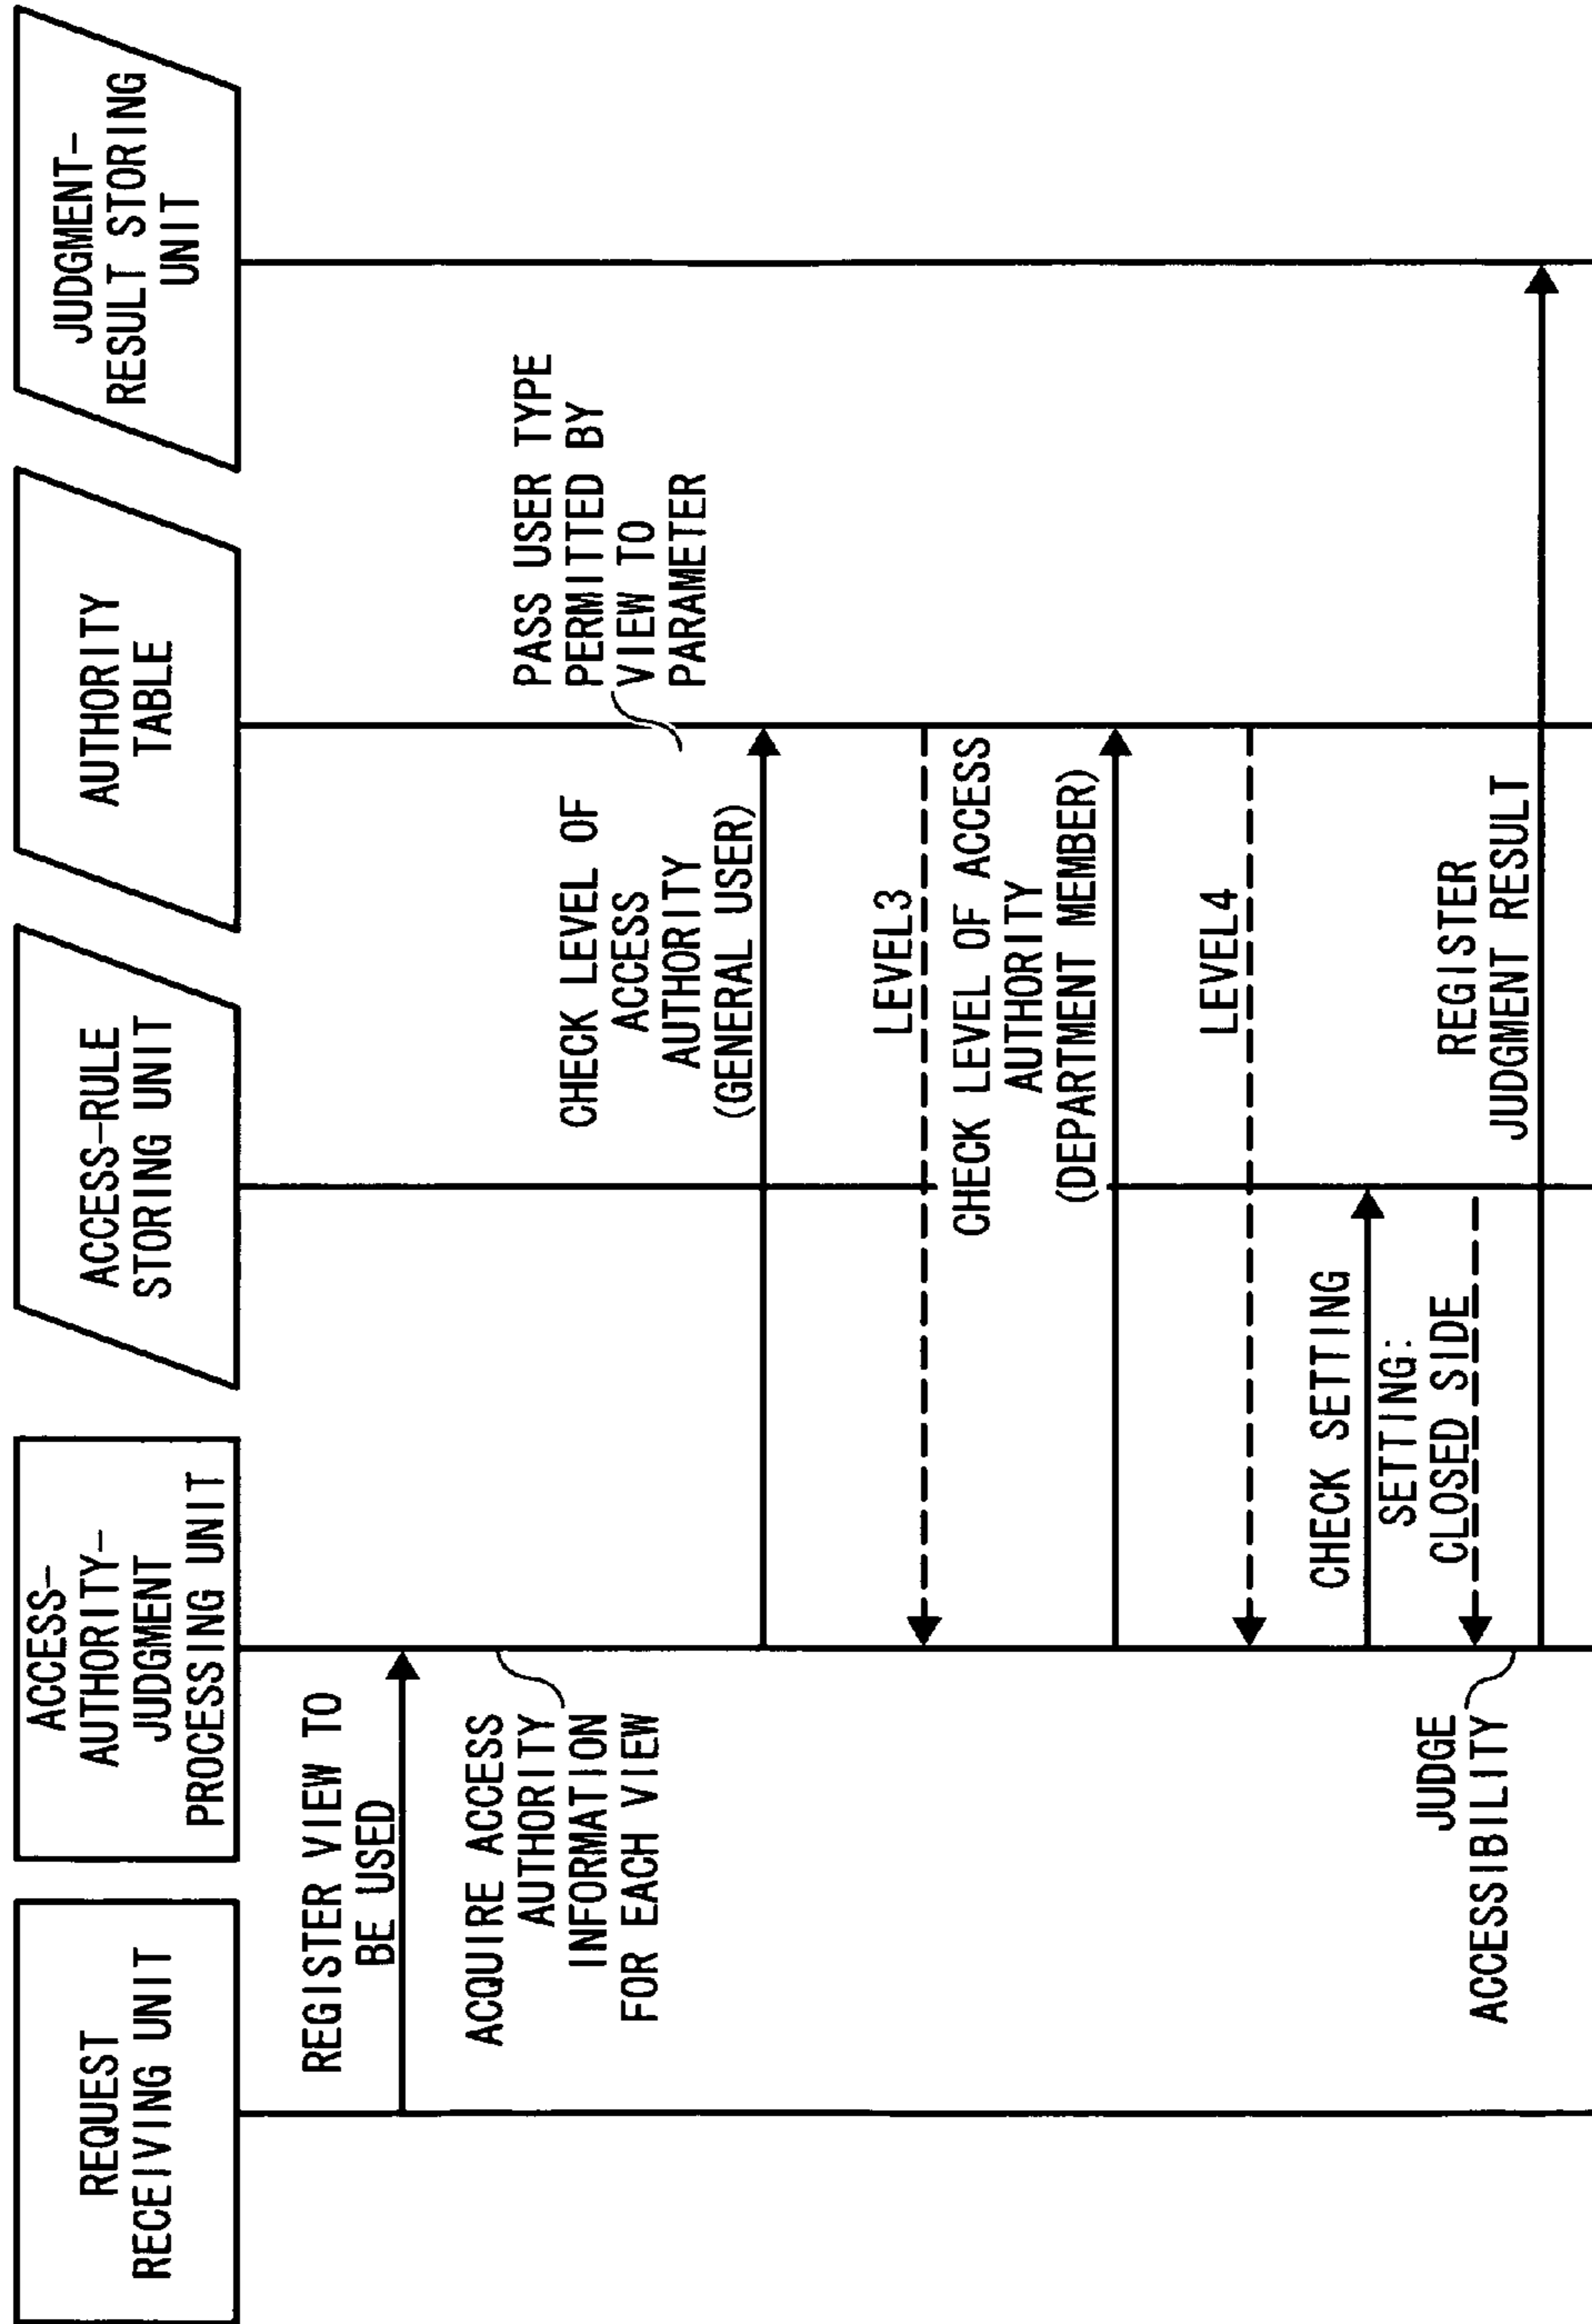 REQUEST
RECEIVING UNIT
ACCESS-
AUTHORITY-
JUDGMENT
PROCESSING UNIT
ACCESS-RULE
STORING UNIT
AUTHORITY
TABLE
JUDGMENT-
RESULT STORING
UNIT
REGISTER VIEW TO
BE USED
ACQUIRE ACCESS
AUTHORITY
INFORMATION
FOR EACH VIEW
PASS USER TYPE
PERMITTED BY
VIEW TO
PARAMETER
CHECK LEVEL OF
ACCESS
AUTHORITY
(GENERAL USER)
LEVEL3
CHECK LEVEL OF ACCESS
AUTHORITY
(DEPARTMENT MEMBER)
LEVEL4
CHECK SETTING
SETTING:
CLOSED SIDE
JUDGE
ACCESSIBILITY
REGISTER
JUDGMENT RESULT